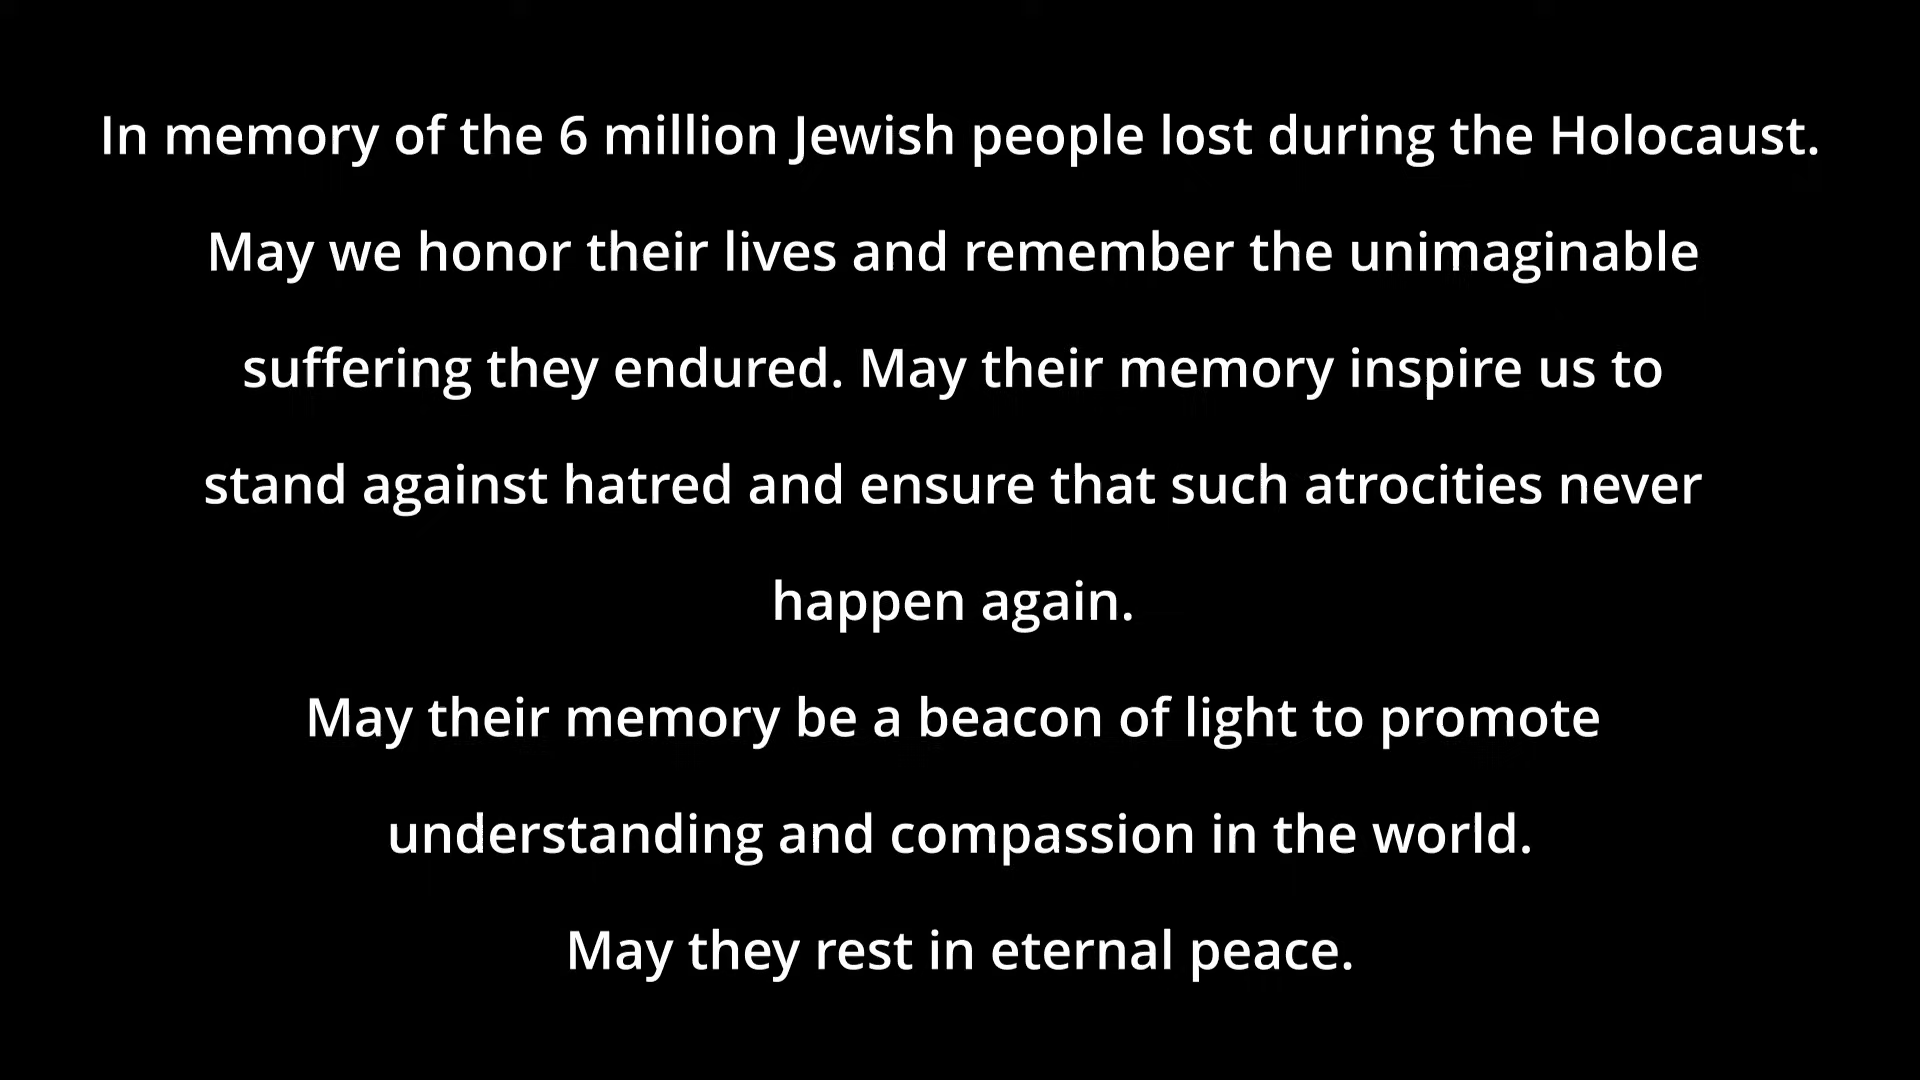 In memory of the 6 million Jewish people lost during the Holocaust.
May we honor their lives and remember the unimaginable
suffering they endured. May their memory inspire us to
stand against hatred and ensure that such atrocities never
happen again.
May their memory be a beacon of light to promote
understanding and compassion in the world.
May they rest in eternal peace.